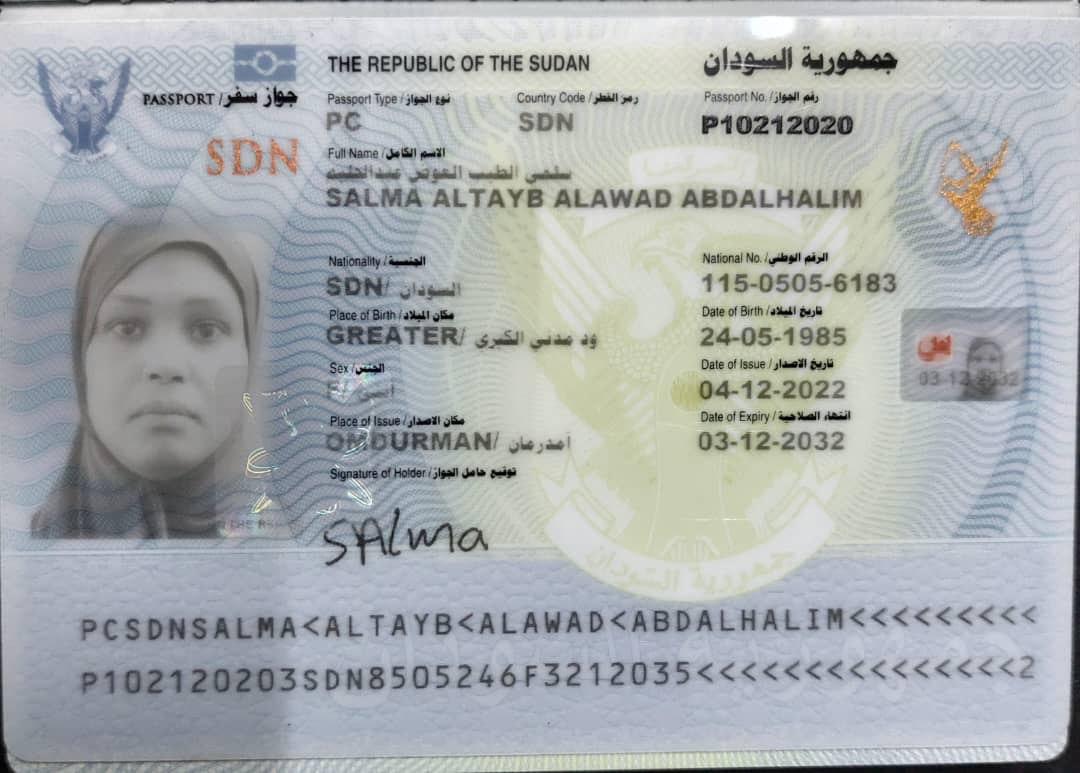 THE REPUBLIC OF THE SUDAN
جمهورية السودان
PASSPORT / جواز سفر
Passport Type / نوع الجواز
Country Code / رمز القطر
Passport No. / رقم الجواز
PC
SDN
P10212020
SDN
Full Name / الاسم الكامل
سلمى الطيب العوض عبدالحليم
SALMA ALTAYB ALAWAD ABDALHALIM
Nationality / الجنسية
National No. / الرقم الوطني
SDN/ السودان
115-0505-6183
Place of Birth / مكان الميلاد
Date of Birth / تاريخ الميلاد
GREATER/ ود مدني الكبرى
24-05-1985
Sex / الجنس
Date of Issue / تاريخ الاصدار
04-12-2022
03-12-2032
Place of Issue / مكان الاصدار
Date of Expiry / انتهاء الصلاحية
OMDURMAN/ أمدرمان
03-12-2032
Signature of Holder / توقيع حامل الجواز
SAlma
جمهورية السودان
PCSDNSALMA<ALTAYB<ALAWAD<ABDALHALIM<<<<<<<<<
P102120203SDN8505246F3212035<<<<<<<<<<<<<<<2